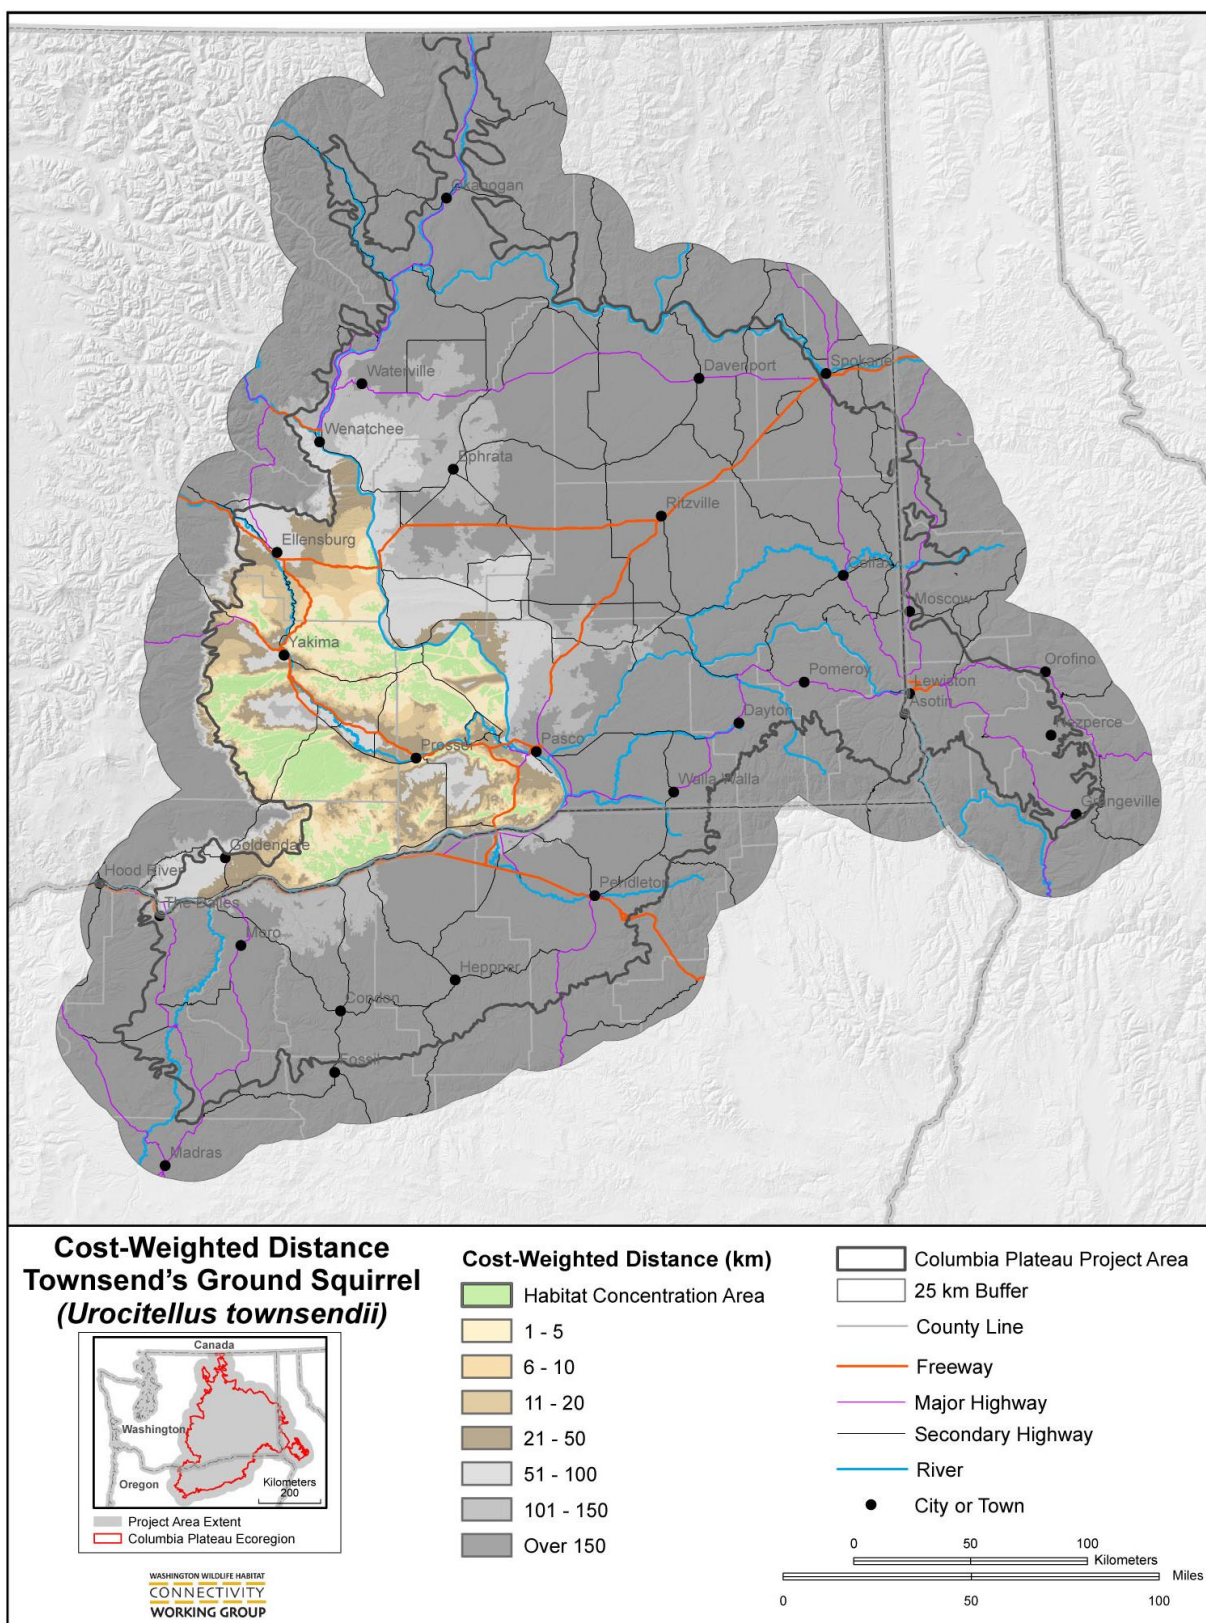 Okanogan
Waterville
Davenport
Spokane
Wenatchee
Ephrata
Ritzville
Ellensburg
Colfax
Moscow
Yakima
Orofino
Pomeroy
Lewiston
Asotin
Nezperce
Dayton
Prosser
Pasco
Walla Walla
Grangeville
Goldendale
Hood River
Pendleton
The Dalles
Moro
Heppner
Condon
Fossil
Madras
Cost-Weighted Distance
Townsend's Ground Squirrel
(Urocitellus townsendii)
Canada
Washington
Oregon
Kilometers
200
Project Area Extent
Columbia Plateau Ecoregion
WASHINGTON WILDLIFE HABITAT
CONNECTIVITY
WORKING GROUP
Cost-Weighted Distance (km)
Habitat Concentration Area
1 - 5
6 - 10
11 - 20
21 - 50
51 - 100
101 - 150
Over 150
Columbia Plateau Project Area
25 km Buffer
County Line
Freeway
Major Highway
Secondary Highway
River
City or Town
0 50 100
Kilometers
Miles
0 50 100